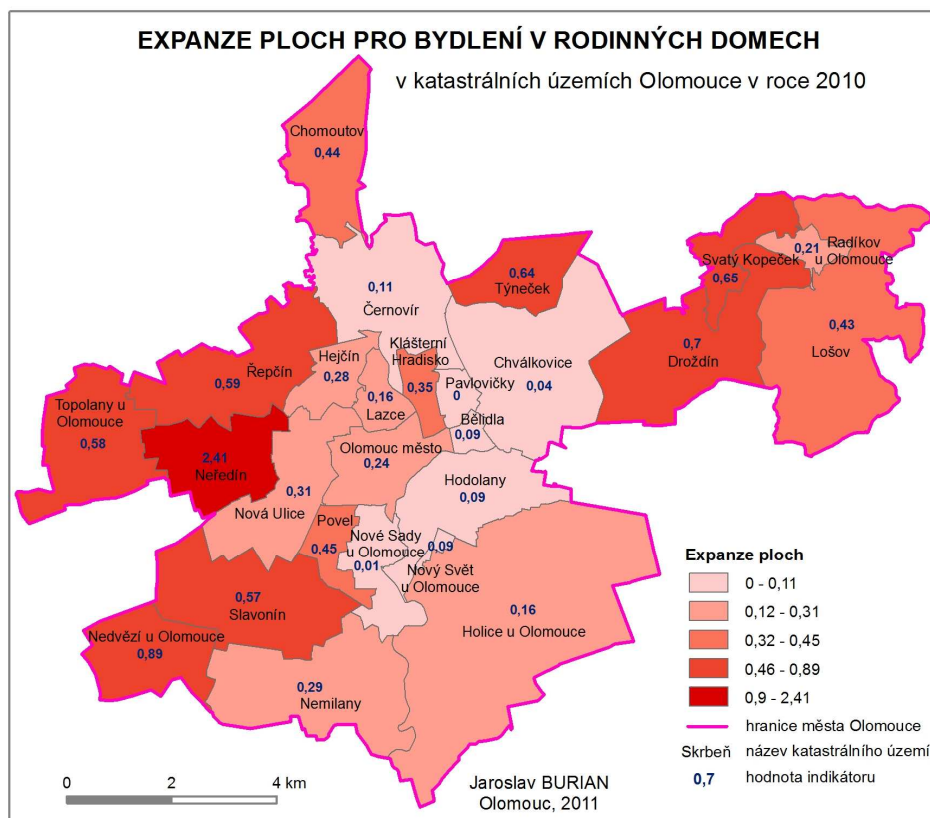 EXPANZE PLOCH PRO BYDLENÍ V RODINNÝCH DOMECH
v katastrálních územích Olomouce v roce 2010
Chomoutov
0,44
0,11
Černovír
0,64
Týneček
0,21
Radíkov
u Olomouce
Svatý Kopeček
0,65
0,7
Droždín
0,43
Lošov
Klášterní
Hradisko
0,35
Chválkovice
0,04
Pavlovičky
0
Bělidla
0,09
Hejčín
0,28
0,16
Lazce
0,59
Řepčín
Topolany u
Olomouce
0,58
2,41
Neředín
Olomouc město
0,24
0,31
Nová Ulice
Hodolany
0,09
Povel
0,45
Nové Sady
u Olomouce
0,01
0,09
Nový Svět
u Olomouce
0,57
Slavonín
0,16
Holice u Olomouce
Nedvězí u Olomouce
0,89
0,29
Nemilany
Expanze ploch
0 - 0,11
0,12 - 0,31
0,32 - 0,45
0,46 - 0,89
0,9 - 2,41
hranice města Olomouce
Skrbeň název katastrálního území
0,7 hodnota indikátoru
0 2 4 km
Jaroslav BURIAN
Olomouc, 2011